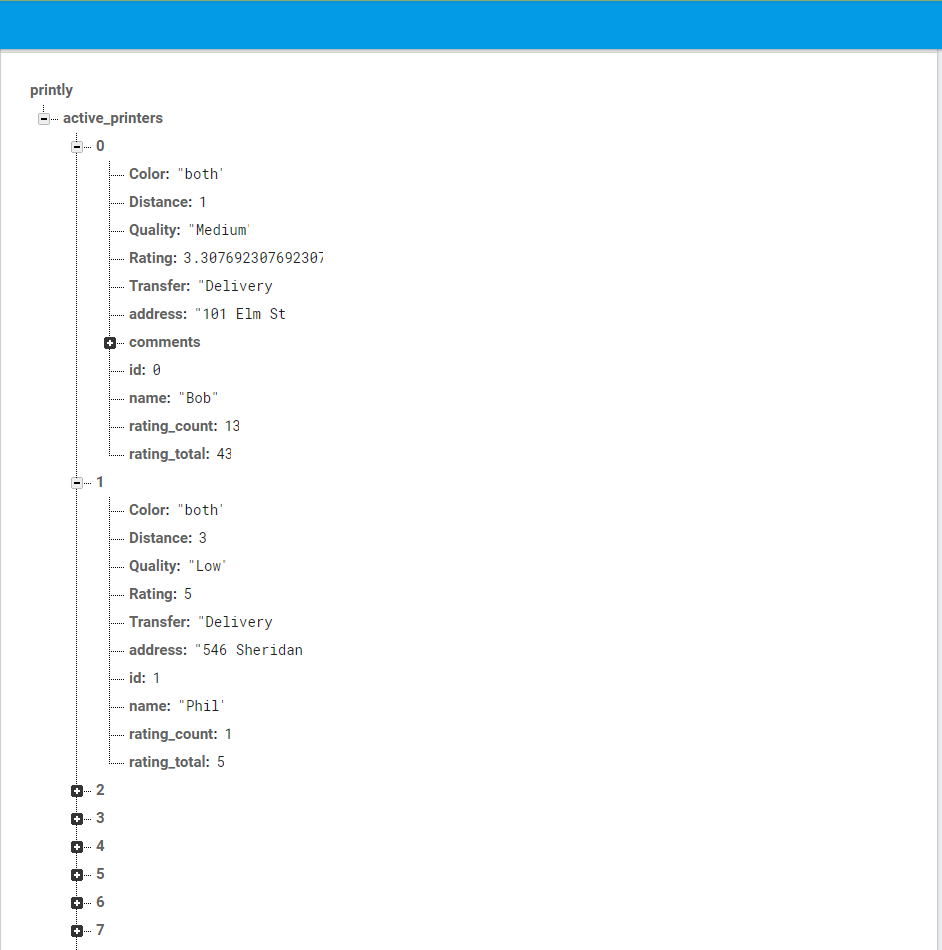 printly
active_printers
0
Color: "both"
Distance: 1
Quality: "Medium"
Rating: 3.307692307692307
Transfer: "Delivery
address: "101 Elm St
comments
id: 0
name: "Bob"
rating_count: 13
rating_total: 43
1
Color: "both"
Distance: 3
Quality: "Low"
Rating: 5
Transfer: "Delivery
address: "546 Sheridan
id: 1
name: "Phil"
rating_count: 1
rating_total: 5
2
3
4
5
6
7